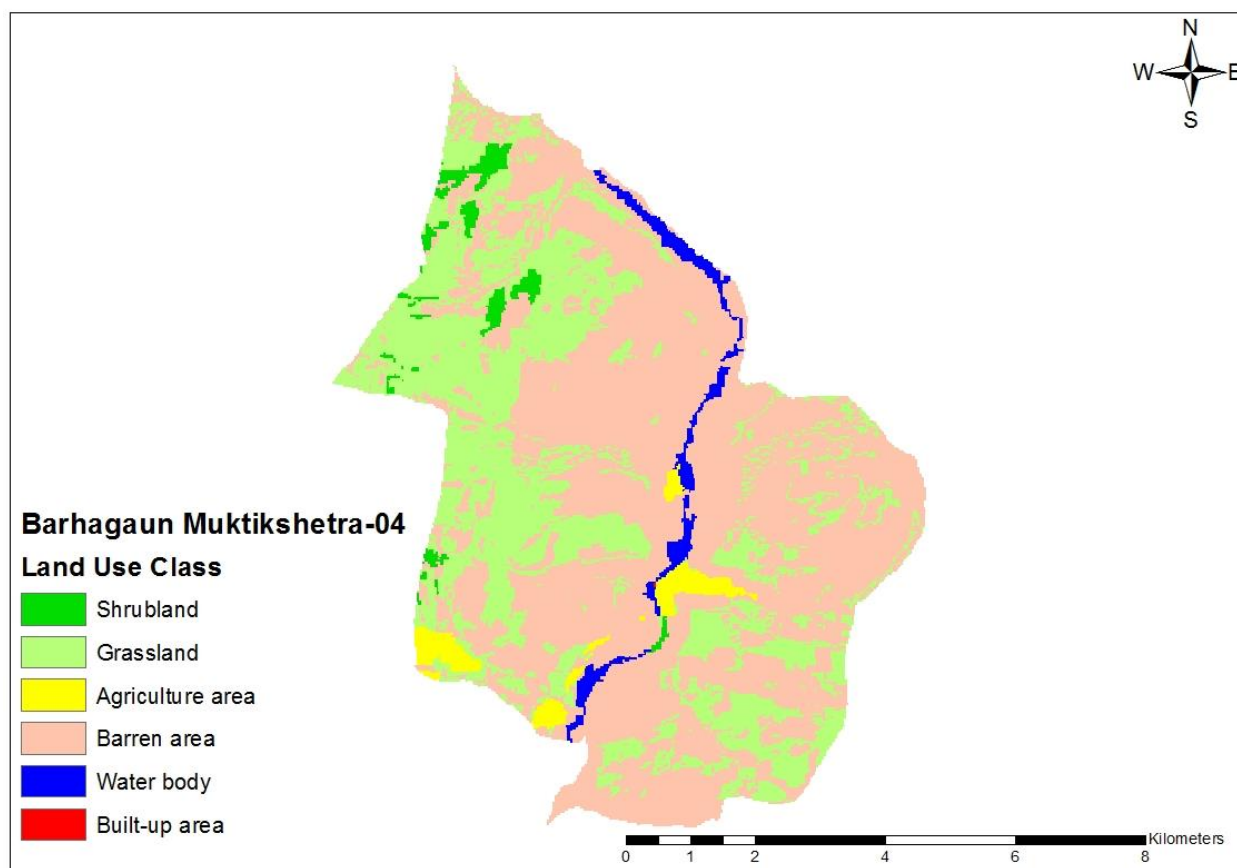 N
W E
S
Barhagaun Muktikshetra-04
Land Use Class
Shrubland
Grassland
Agriculture area
Barren area
Water body
Built-up area
Kilometers
0 1 2 4 6 8